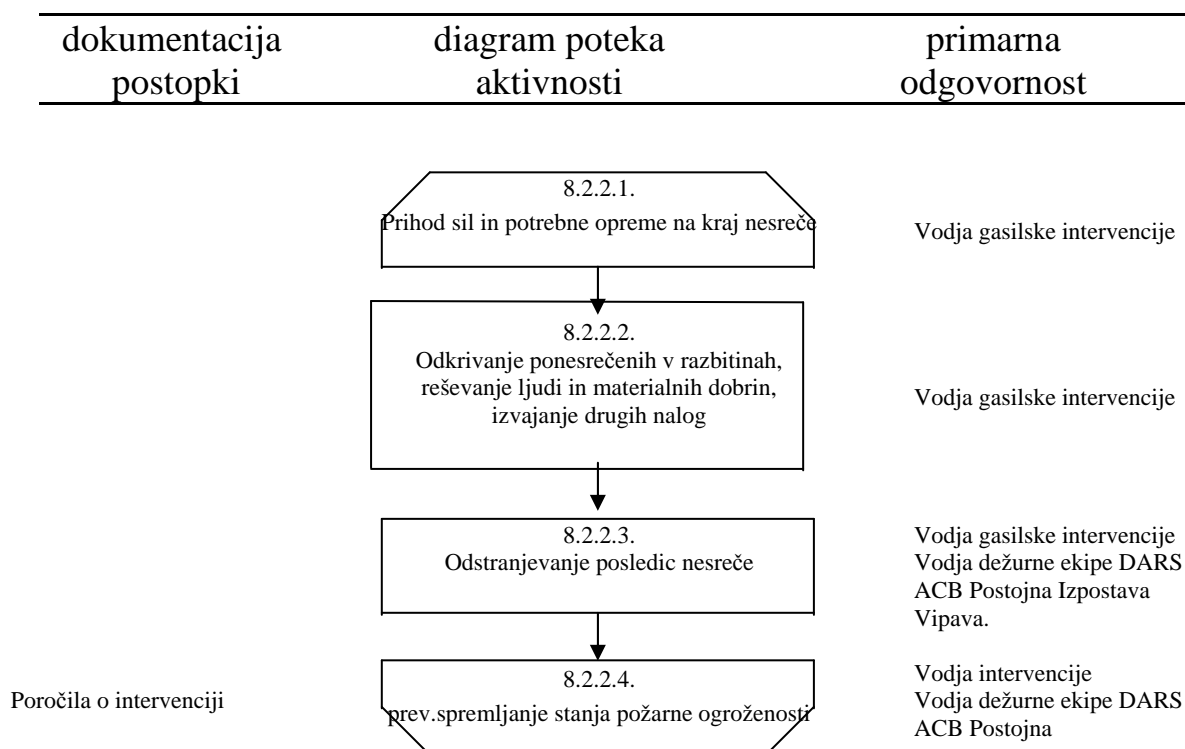 dokumentacija
postopki
diagram poteka
aktivnosti
primarna
odgovornost
8.2.2.1.
Prihod sil in potrebne opreme na kraj nesreče
Vodja gasilske intervencije
8.2.2.2.
Odkrivanje ponesrečenih v razbitinah,
reševanje ljudi in materialnih dobrin,
izvajanje drugih nalog
Vodja gasilske intervencije
8.2.2.3.
Odstranjevanje posledic nesreče
Vodja gasilske intervencije
Vodja dežurne ekipe DARS
ACB Postojna Izpostava
Vipava.
Poročila o intervenciji
8.2.2.4.
prev.spremljanje stanja požarne ogroženosti
Vodja intervencije
Vodja dežurne ekipe DARS
ACB Postojna